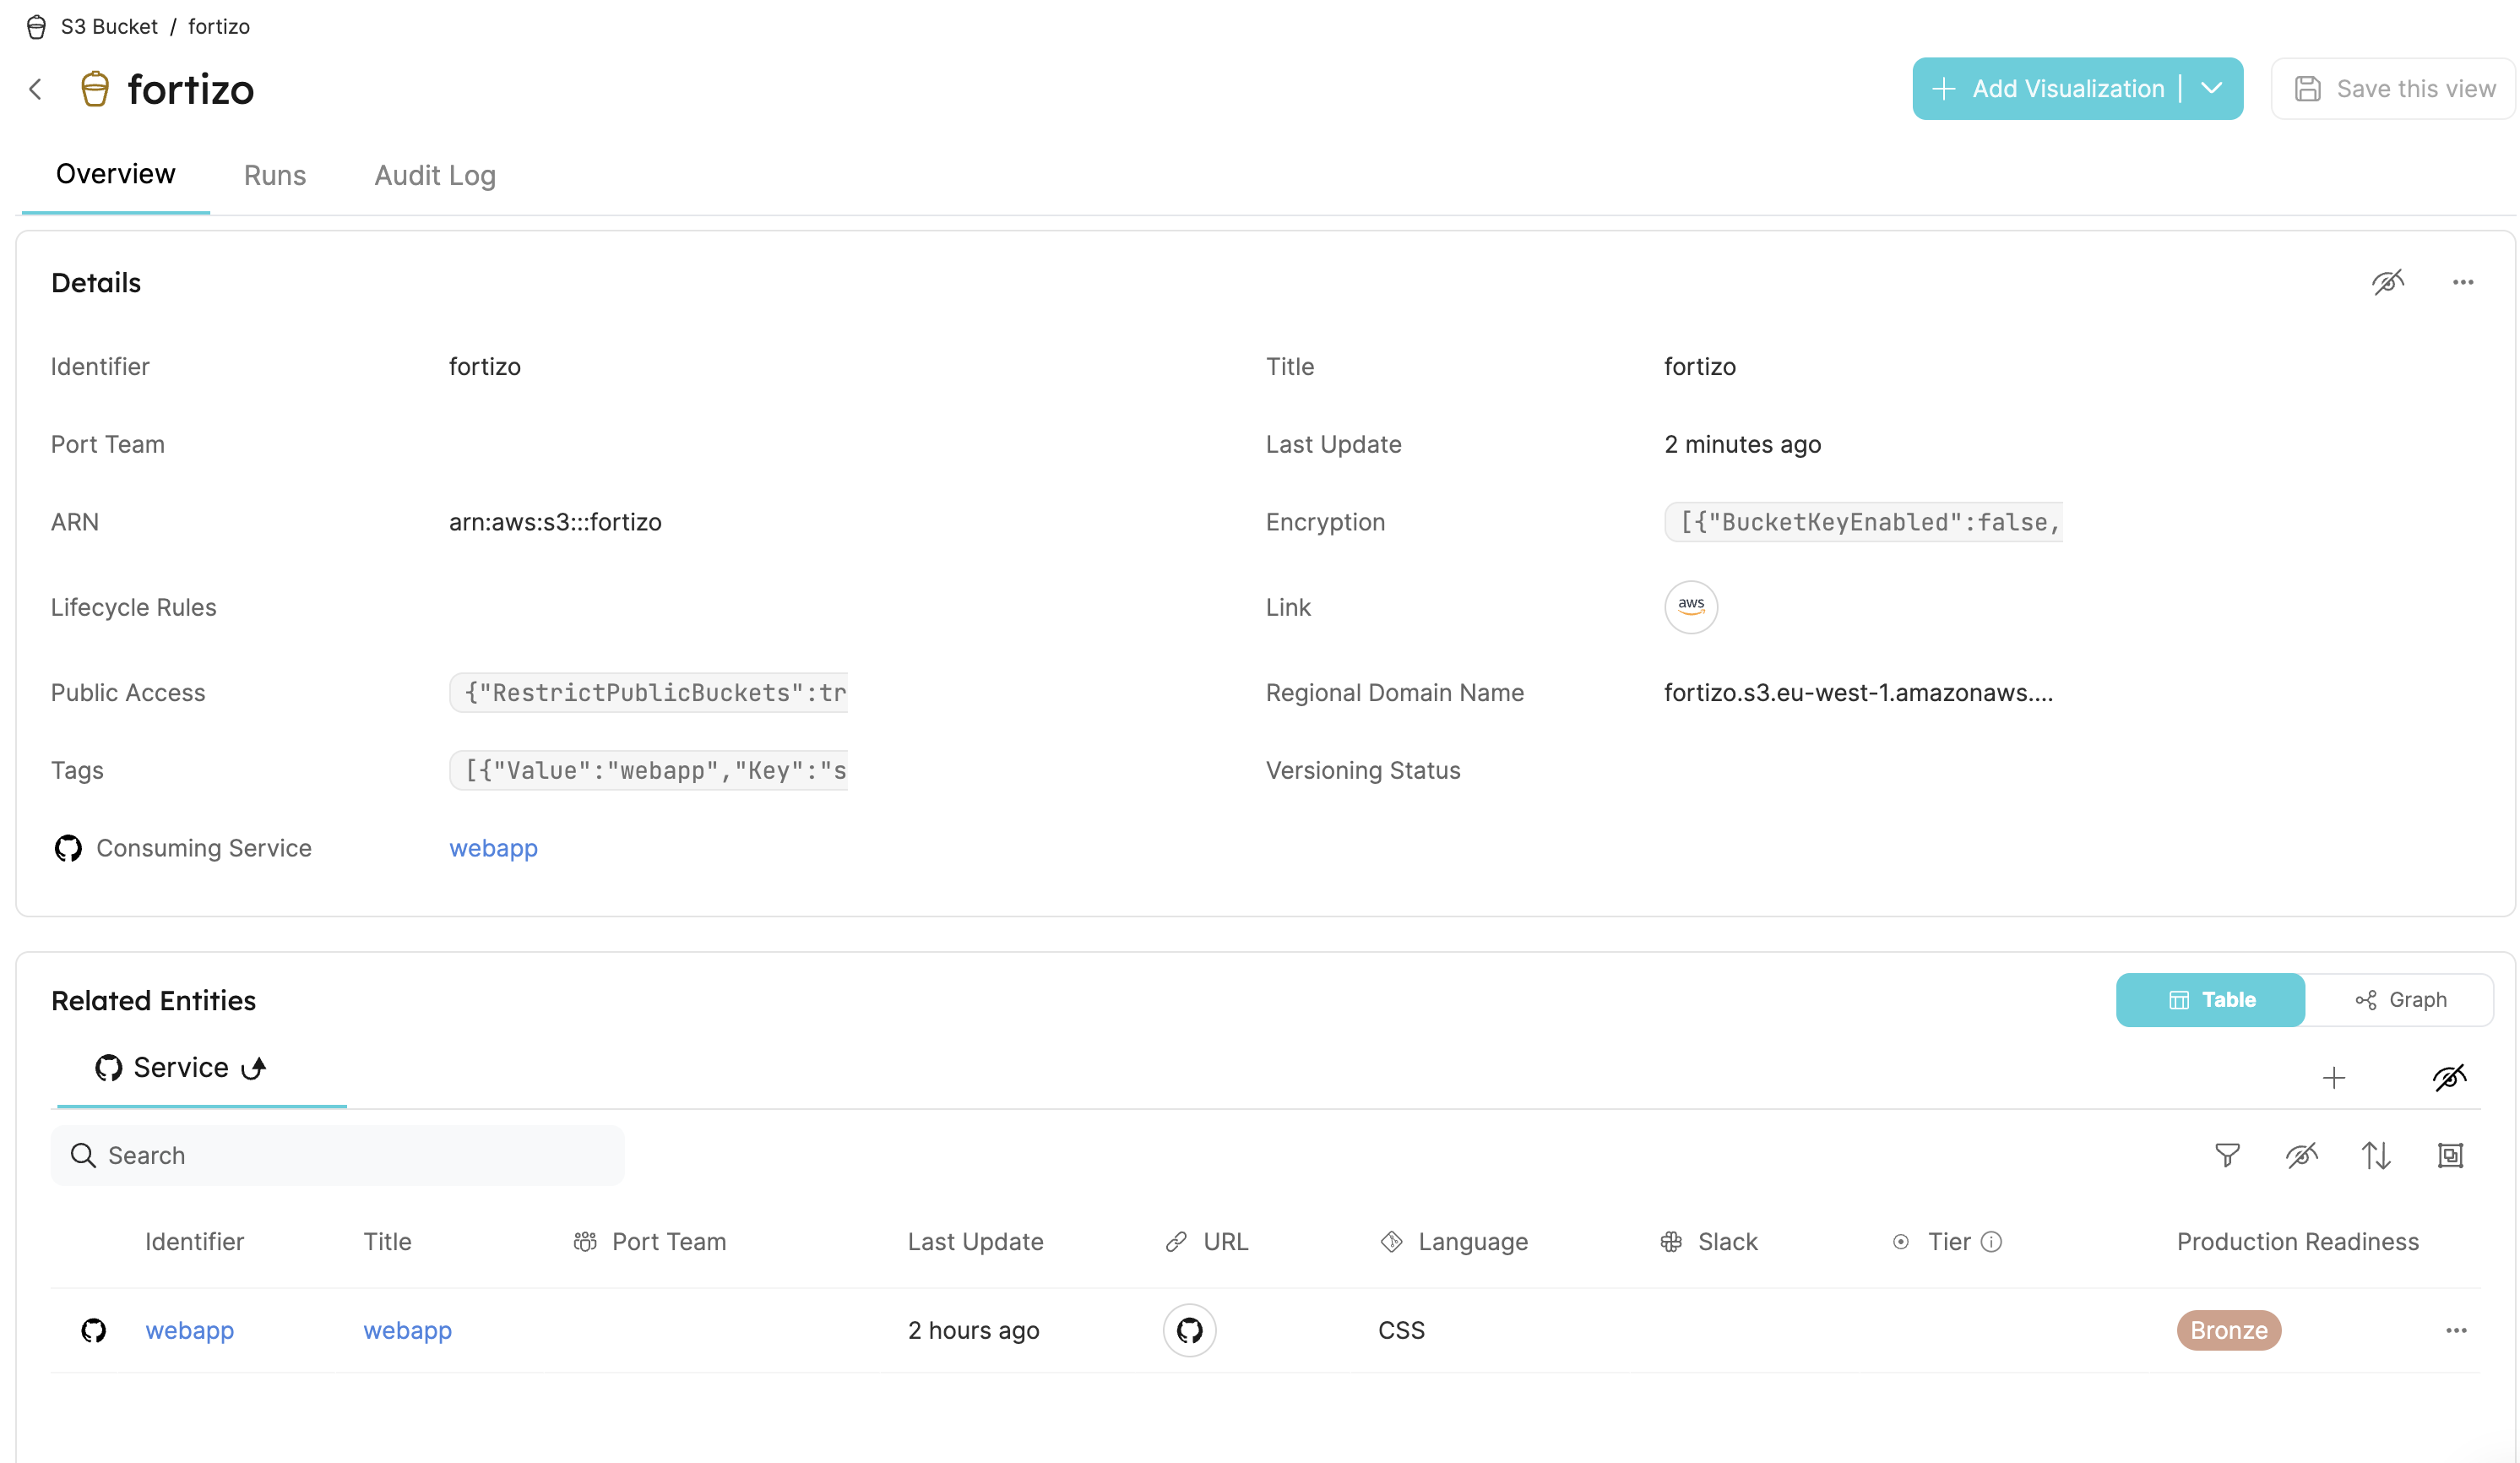 S3 Bucket / fortizo
fortizo
Add Visualization
Save this view
Overview
Runs
Audit Log
Details
Identifier
fortizo
Title
fortizo
Port Team
Last Update
2 minutes ago
ARN
arn:aws:s3:::fortizo
Encryption
[{"BucketKeyEnabled":false,
Lifecycle Rules
Link
aws
Public Access
{"RestrictPublicBuckets":tr
Regional Domain Name
fortizo.s3.eu-west-1.amazonaws....
Tags
[{"Value":"webapp","Key":"s
Versioning Status
Consuming Service
webapp
Related Entities
Table
Graph
Service
Search
Identifier
Title
Port Team
Last Update
URL
Language
Slack
Tier
Production Readiness
webapp
webapp
2 hours ago
CSS
Bronze